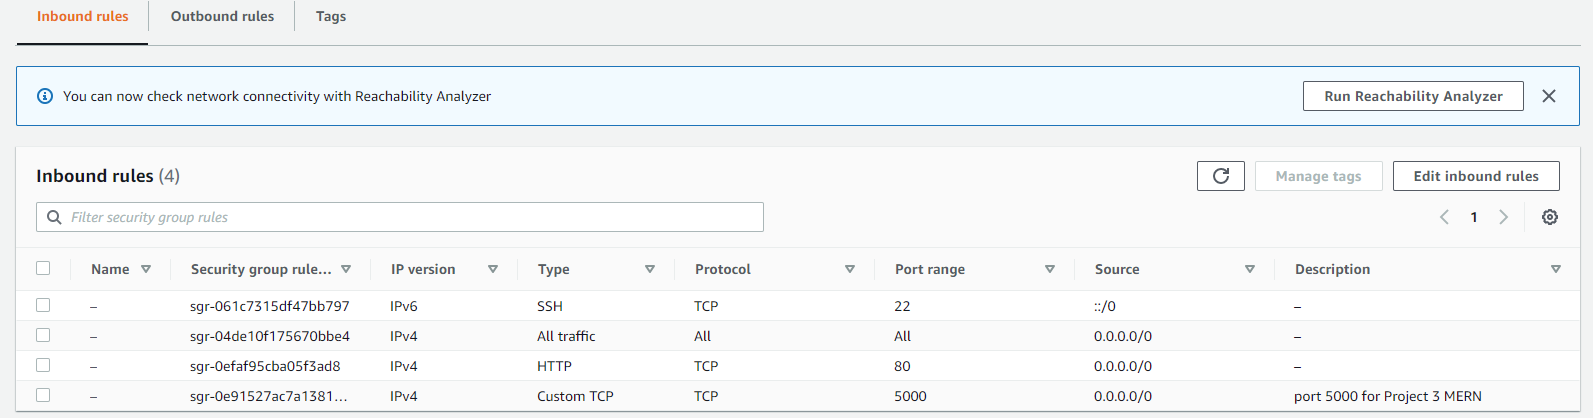 Inbound rules Outbound rules Tags
You can now check network connectivity with Reachability Analyzer Run Reachability Analyzer
Inbound rules (4) Manage tags Edit inbound rules
Filter security group rules 1
Name Security group rule... IP version Type Protocol Port range Source Description
– sgr-061c7315df47bb797 IPv6 SSH TCP 22 ::/0 –
– sgr-04de10f175670bbe4 IPv4 All traffic All All 0.0.0.0/0 –
– sgr-0efaf95cba05f3ad8 IPv4 HTTP TCP 80 0.0.0.0/0 –
– sgr-0e91527ac7a1381... IPv4 Custom TCP TCP 5000 0.0.0.0/0 port 5000 for Project 3 MERN